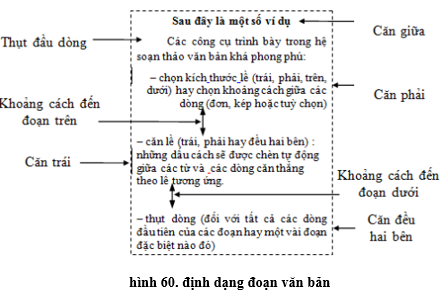 Sau đây là một số ví dụ
Căn giữa
Thụt đầu dòng
Các công cụ trình bày trong hệ
soạn thảo văn bản khá phong phú:
– chọn kích thước lề (trái, phải, trên,
dưới) hay chọn khoảng cách giữa các
dòng (đơn, kép hoặc tuỳ chọn)
Căn phải
Khoảng cách đến
đoạn trên
– căn lề (trái, phải hay đều hai bên) :
những dấu cách sẽ được chèn tự động
giữa các từ và các dòng căn thẳng
theo lề tương ứng.
Căn trái
Khoảng cách đến
đoạn dưới
– thụt dòng (đối với tất cả các dòng
đầu tiên của các đoạn hay một vài đoạn
đặc biệt nào đó)
Căn đều
hai bên
hình 60. định dạng đoạn văn bản